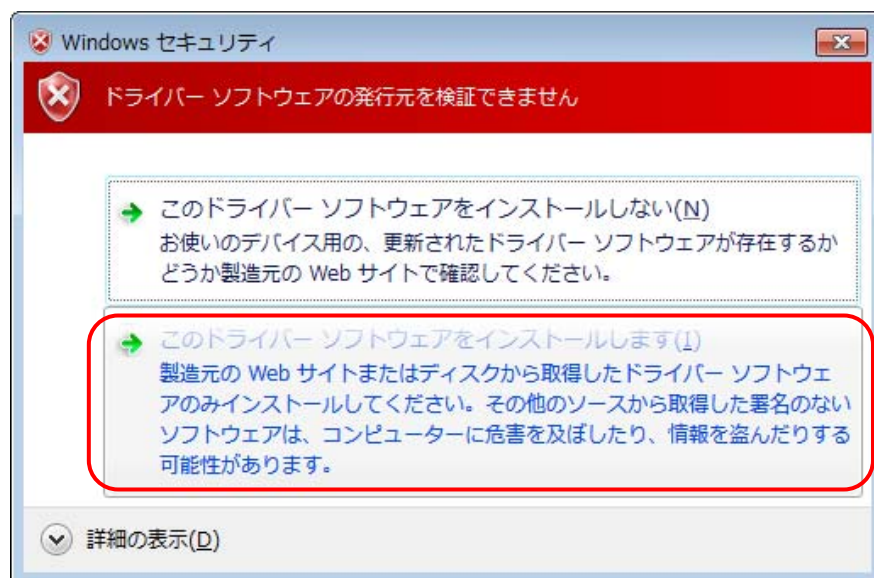 Windows セキュリティ
ドライバー ソフトウェアの発行元を検証できません
このドライバー ソフトウェアをインストールしない(N)
お使いのデバイス用の、更新されたドライバー ソフトウェアが存在するか
どうか製造元の Web サイトで確認してください。
このドライバー ソフトウェアをインストールします(I)
製造元の Web サイトまたはディスクから取得したドライバー ソフトウェ
アのみインストールしてください。その他のソースから取得した署名のない
ソフトウェアは、コンピューターに危害を及ぼしたり、情報を盗んだりする
可能性があります。
詳細の表示(D)